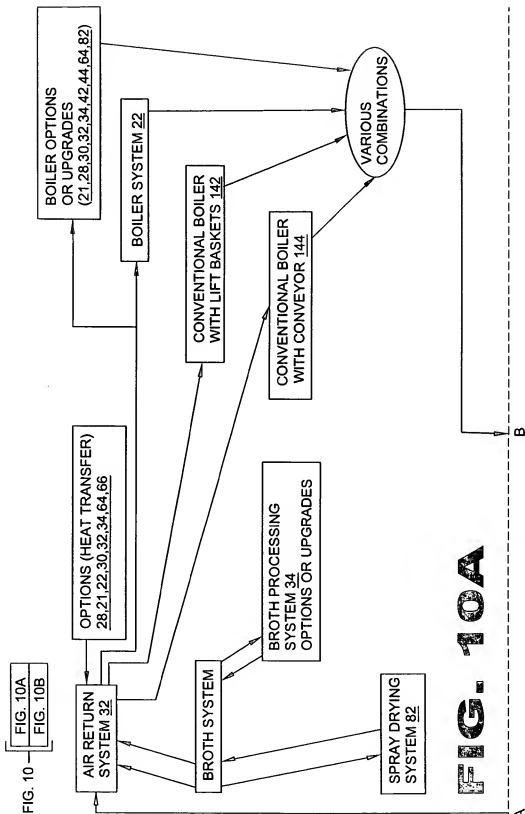 FIG. 10
FIG. 10A
FIG. 10B
OPTIONS (HEAT TRANSFER)
28,21,22,30,32,34,64,66
AIR RETURN
SYSTEM 32
BOILER OPTIONS
OR UPGRADES
(21,28,30,32,34,42,44,64,82)
BOILER SYSTEM 22
CONVENTIONAL BOILER
WITH LIFT BASKETS 142
CONVENTIONAL BOILER
WITH CONVEYOR 144
VARIOUS
COMBINATIONS
BROTH SYSTEM
BROTH PROCESSING
SYSTEM 34
OPTIONS OR UPGRADES
SPRAY DRYING
SYSTEM 82
FIG. 10A
A
B